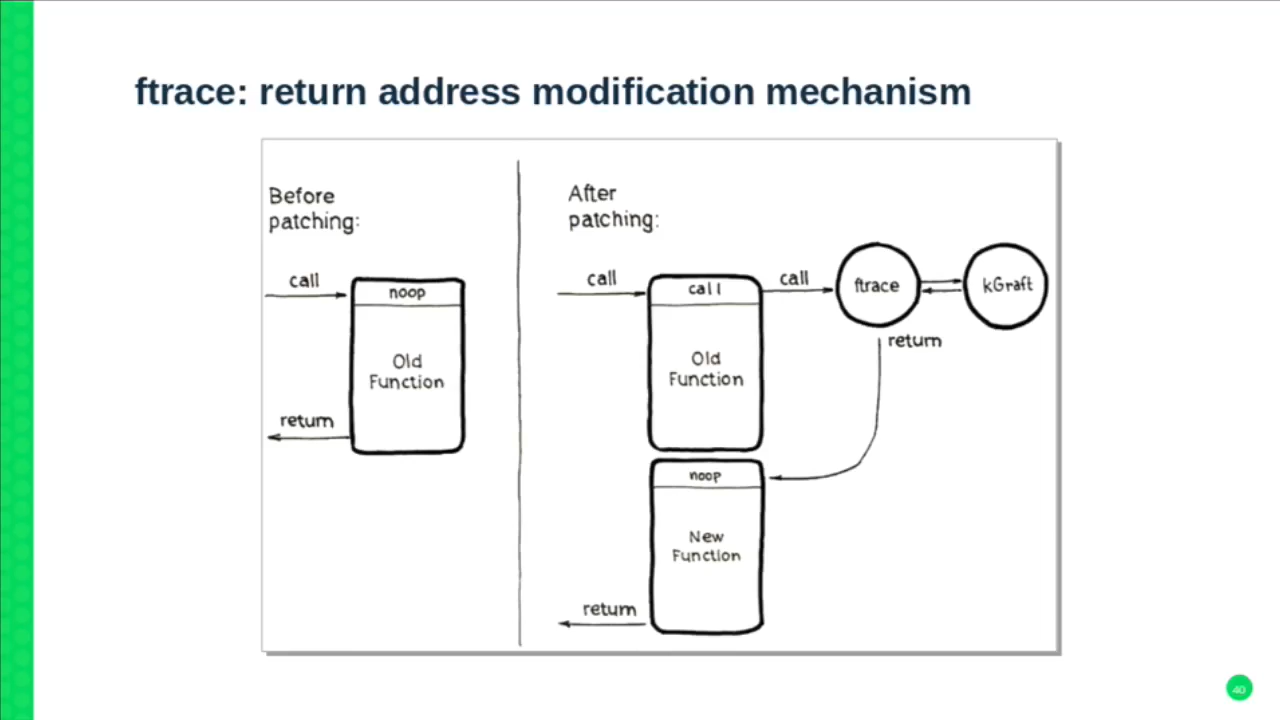 ftrace: return address modification mechanism
Before
patching:
call
noop
Old
Function
return
After
patching:
call
call
call
ftrace
kGraft
return
Old
Function
noop
New
Function
return
40